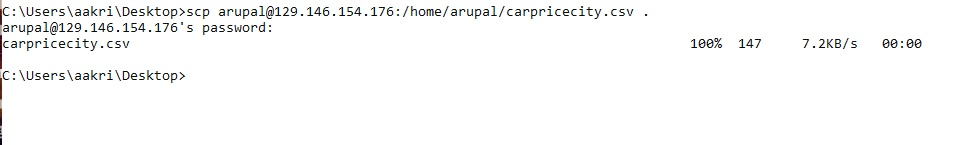 C:\Users\aakri\Desktop>scp arupal@129.146.154.176:/home/arupal/carpricecity.csv .
arupal@129.146.154.176's password:
carpricecity.csv 100% 147 7.2KB/s 00:00
C:\Users\aakri\Desktop>